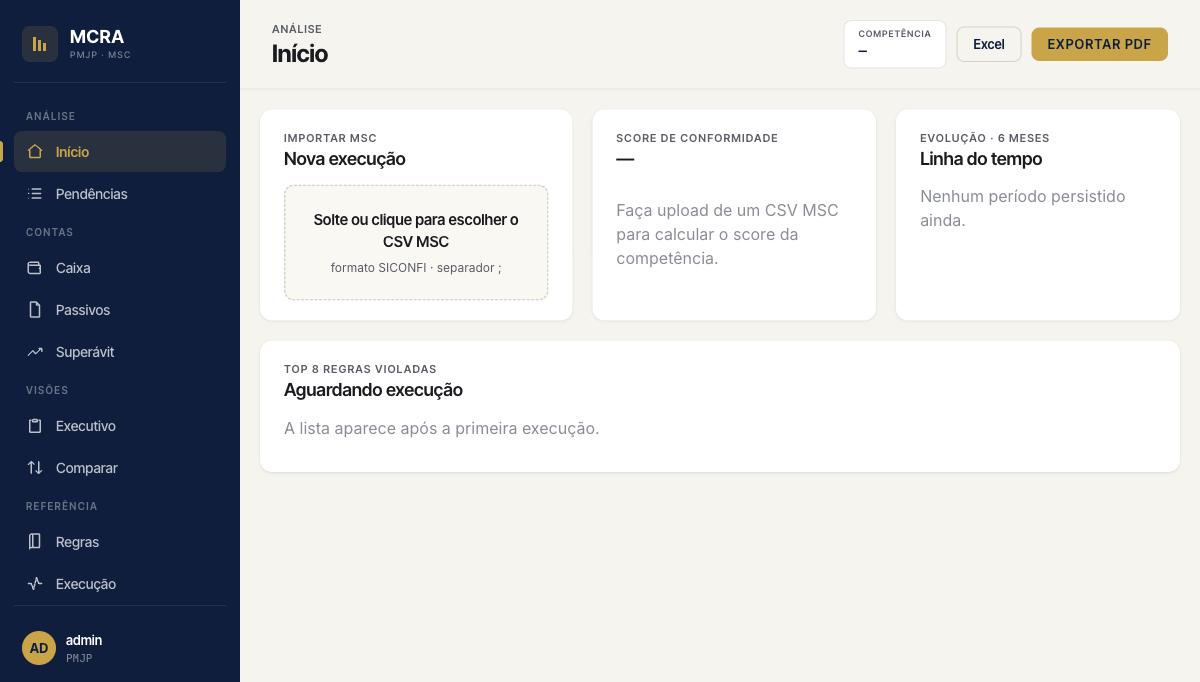 MCRA
PMJP · MSC
ANÁLISE
Início
Pendências
CONTAS
Caixa
Passivos
Superávit
VISÕES
Executivo
Comparar
REFERÊNCIA
Regras
Execução
AD
admin
PMJP
ANÁLISE
Início
COMPETÊNCIA
—
Excel
EXPORTAR PDF
IMPORTAR MSC
Nova execução
Solte ou clique para escolher o
CSV MSC
formato SICONFI · separador ;
SCORE DE CONFORMIDADE
—
Faça upload de um CSV MSC
para calcular o score da
competência.
EVOLUÇÃO · 6 MESES
Linha do tempo
Nenhum período persistido
ainda.
TOP 8 REGRAS VIOLADAS
Aguardando execução
A lista aparece após a primeira execução.